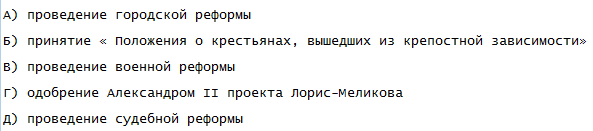 А) проведение городской реформы
Б) принятие « Положения о крестьянах, вышедших из крепостной зависимости»
В) проведение военной реформы
Г) одобрение Александром II проекта Лорис-Меликова
Д) проведение судебной реформы